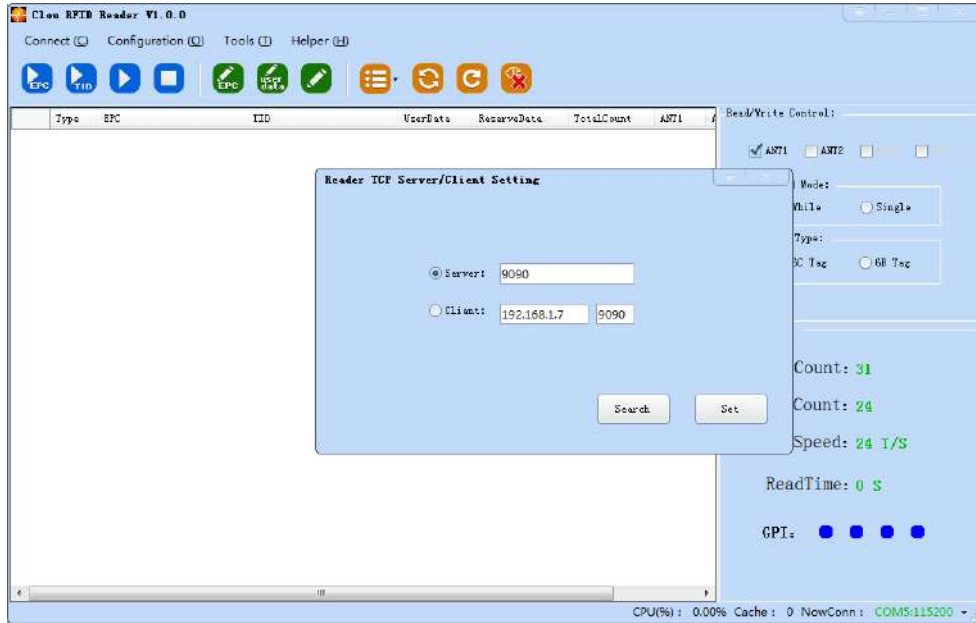 Clou RFID Reader V1.0.0
Connect (C) Configuration (O) Tools (T) Helper (H)
EPC TID EPC user data
Type EPC TID UserData ReserveData TotalCount ANT1
Read/Write Control:
ANT1 ANT2
Reader TCP Server/Client Setting
Mode:
While Single
Type:
6C Tag 6B Tag
Server: 9090
Client: 192.168.1.7 9090
Search Set
Count: 31
Count: 24
Speed: 24 T/S
ReadTime: 0 S
GPI:
CPU(%) : 0.00% Cache : 0 NowConn : COM5:115200